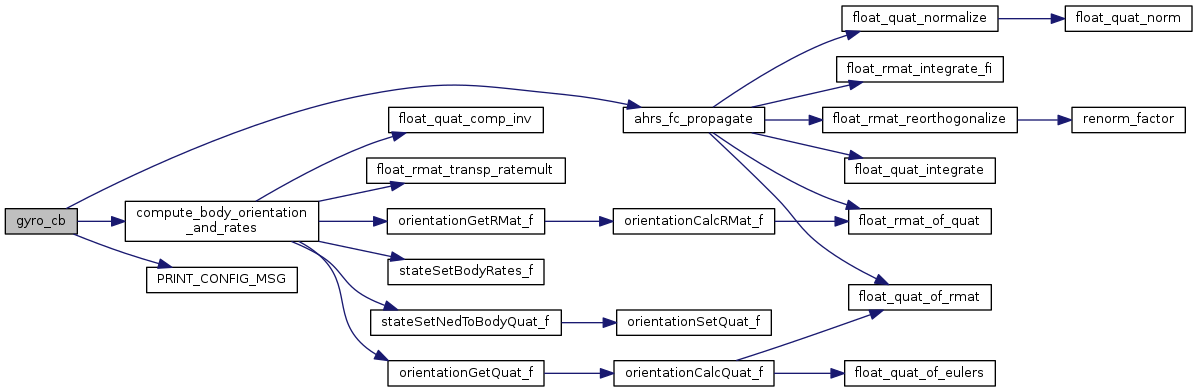 float_quat_normalize
float_quat_norm
float_rmat_integrate_fi
float_quat_comp_inv
ahrs_fc_propagate
float_rmat_reorthogonalize
renorm_factor
float_rmat_transp_ratemult
float_quat_integrate
gyro_cb
compute_body_orientation
_and_rates
orientationGetRMat_f
orientationCalcRMat_f
float_rmat_of_quat
PRINT_CONFIG_MSG
stateSetBodyRates_f
float_quat_of_rmat
stateSetNedToBodyQuat_f
orientationSetQuat_f
orientationGetQuat_f
orientationCalcQuat_f
float_quat_of_eulers